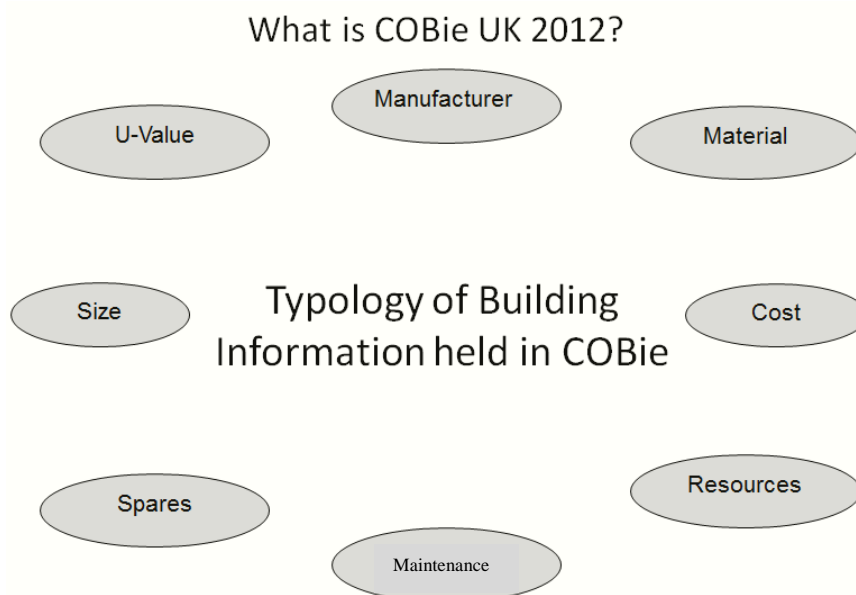 What is COBie UK 2012?
Manufacturer
U-Value
Material
Size
Typology of Building
Information held in COBie
Cost
Spares
Resources
Maintenance